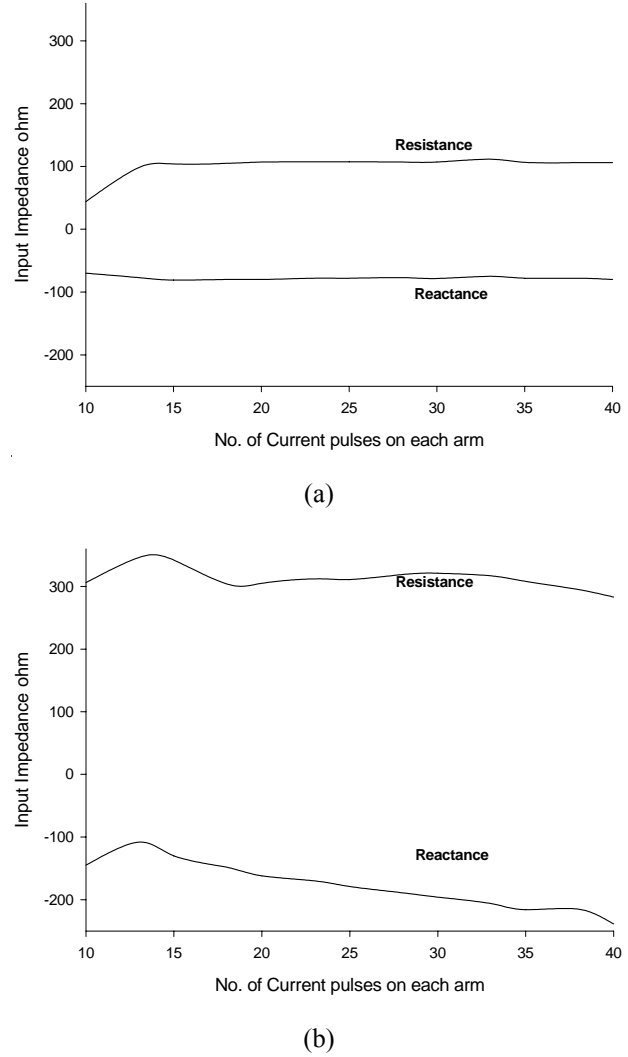 300
200
100
0
-100
-200
Input Impedance ohm
Resistance
Reactance
10 15 20 25 30 35 40
No. of Current pulses on each arm
(a)
300
200
100
0
-100
-200
Input Impedance ohm
Resistance
Reactance
10 15 20 25 30 35 40
No. of Current pulses on each arm
(b)